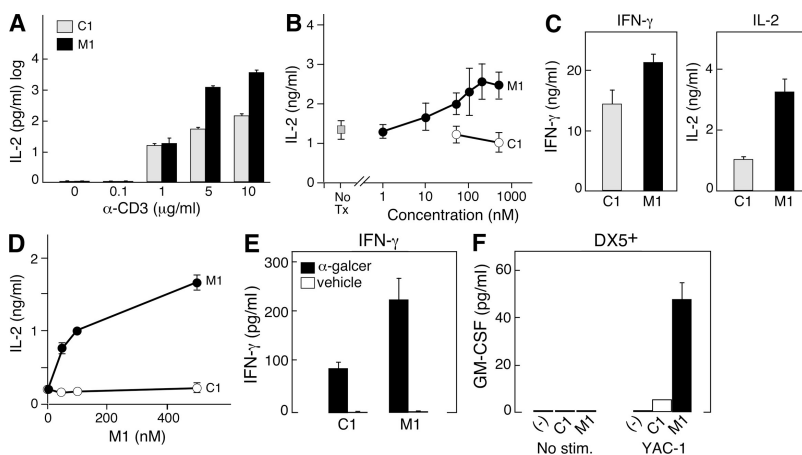 A
C1
M1
IL-2 (pg/ml) log
4
3
2
1
0
0 0.1 1 5 10
α-CD3 (μg/ml)
B
IL-2 (ng/ml)
4
3
2
1
0
M1
C1
No
Tx
1 10 100 1000
Concentration (nM)
C
IFN-γ
IFN-γ (ng/ml)
20
10
0
C1 M1
IL-2
IL-2 (ng/ml)
4
2
0
C1 M1
D
IL-2 (ng/ml)
2
1
0
M1
C1
0 200 400
M1 (nM)
E
IFN-γ
α-galcer
vehicle
IFN-γ (pg/ml)
300
200
100
0
C1 M1
F
DX5+
GM-CSF
(pg/ml)
60
40
20
0
(-) C1 M1 (-) C1 M1
No stim. YAC-1